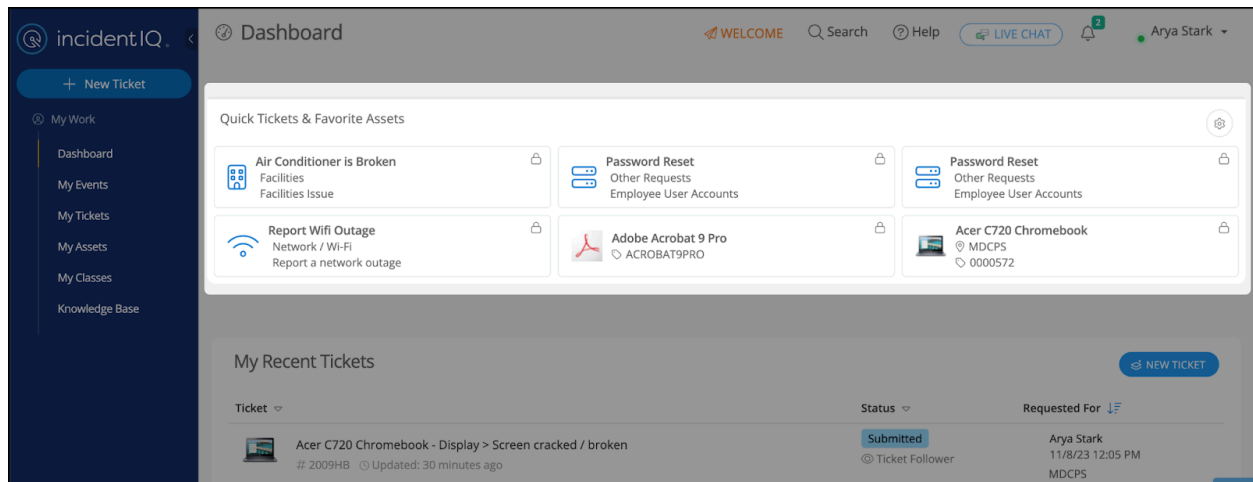 incidentIQ.
Dashboard
WELCOME
Search
Help
LIVE CHAT
2
Arya Stark
New Ticket
My Work
Dashboard
My Events
My Tickets
My Assets
My Classes
Knowledge Base
Quick Tickets & Favorite Assets
Air Conditioner is Broken
Facilities
Facilities Issue
Password Reset
Other Requests
Employee User Accounts
Password Reset
Other Requests
Employee User Accounts
Report Wifi Outage
Network / Wi-Fi
Report a network outage
Adobe Acrobat 9 Pro
ACROBAT9PRO
Acer C720 Chromebook
MDCPS
0000572
My Recent Tickets
NEW TICKET
Ticket
Status
Requested For
Acer C720 Chromebook - Display > Screen cracked / broken
# 2009HB Updated: 30 minutes ago
Submitted
Ticket Follower
Arya Stark
11/8/23 12:05 PM
MDCPS